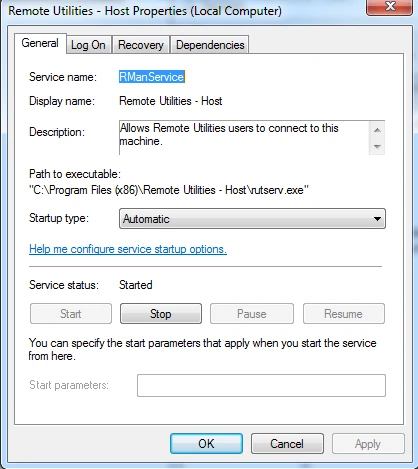 Remote Utilities - Host Properties (Local Computer)
General Log On Recovery Dependencies
Service name: RManService
Display name: Remote Utilities - Host
Description: Allows Remote Utilities users to connect to this
machine.
Path to executable:
"C:\Program Files (x86)\Remote Utilities - Host\rutserv.exe"
Startup type: Automatic
Help me configure service startup options.
Service status: Started
Start Stop Pause Resume
You can specify the start parameters that apply when you start the service
from here.
Start parameters:
OK Cancel Apply